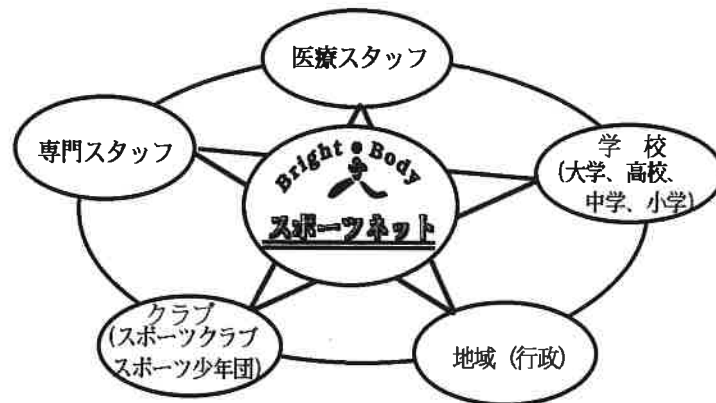 医療スタッフ
専門スタッフ
学 校
(大学、高校、
中学、小学)
Bright Body
スポーツネット
クラブ
(スポーツクラブ
スポーツ少年団)
地域 (行政)